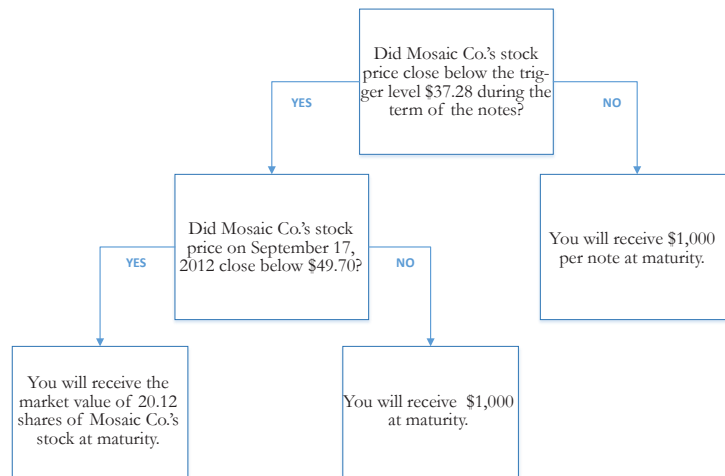 Did Mosaic Co.'s stock
price close below the trig-
ger level $37.28 during the
term of the notes?
YES
NO
Did Mosaic Co.'s stock
price on September 17,
2012 close below $49.70?
You will receive $1,000
per note at maturity.
YES
NO
You will receive the
market value of 20.12
shares of Mosaic Co.'s
stock at maturity.
You will receive $1,000
at maturity.